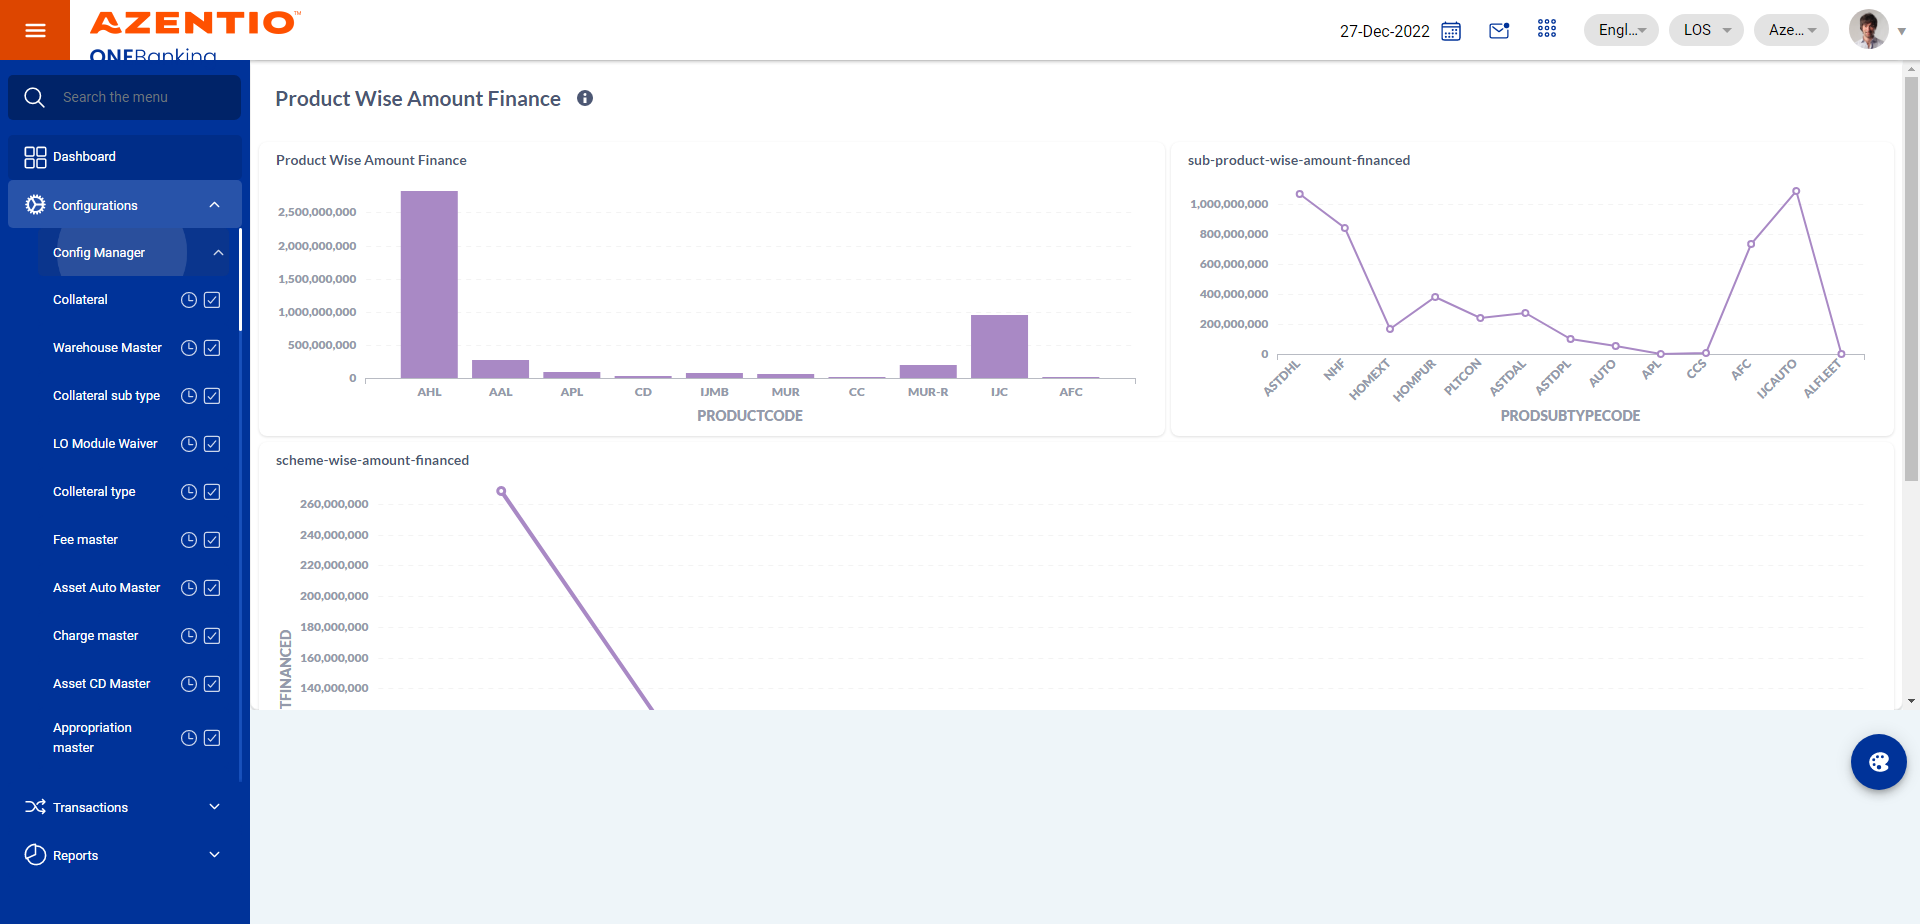 AZENTIO™
ONEBanking
27-Dec-2022
Engl...
LOS
Aze...
Search the menu
Dashboard
Configurations
Config Manager
Collateral
Warehouse Master
Collateral sub type
LO Module Waiver
Colleteral type
Fee master
Asset Auto Master
Charge master
Asset CD Master
Appropriation
master
Transactions
Reports
Product Wise Amount Finance
Product Wise Amount Finance
2,500,000,000
2,000,000,000
1,500,000,000
1,000,000,000
500,000,000
0
AHL AAL APL CD IJMB MUR CC MUR-R IJC AFC
PRODUCTCODE
sub-product-wise-amount-financed
1,000,000,000
800,000,000
600,000,000
400,000,000
200,000,000
0
ASTDHL NHF HOMEXT HOMPUR PLTCON ASTDAL ASTDPL AUTO APL CCS AFC IJCAUTO ALFLEET
PRODSUBTYPECODE
scheme-wise-amount-financed
260,000,000
240,000,000
220,000,000
200,000,000
180,000,000
160,000,000
140,000,000
TFINANCED